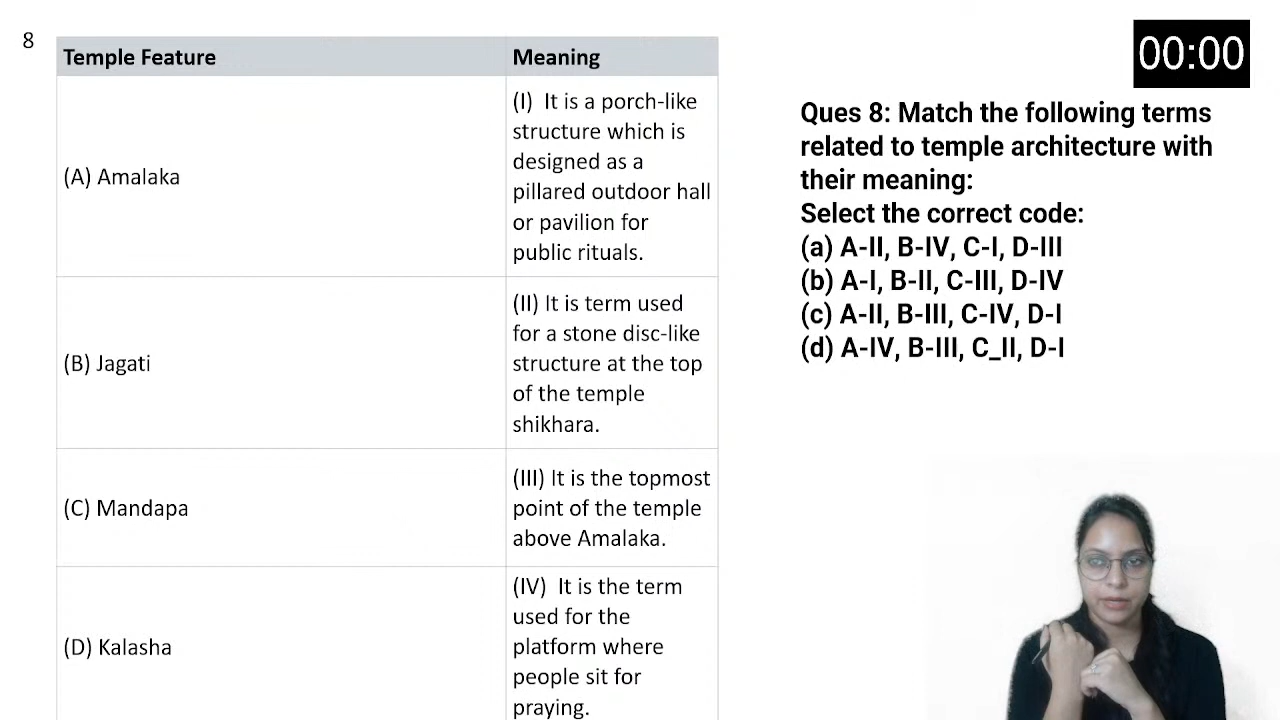 8
Temple Feature
Meaning
(A) Amalaka
(I) It is a porch-like
structure which is
designed as a
pillared outdoor hall
or pavilion for
public rituals.
(B) Jagati
(II) It is term used
for a stone disc-like
structure at the top
of the temple
shikhara.
(C) Mandapa
(III) It is the topmost
point of the temple
above Amalaka.
(D) Kalasha
(IV) It is the term
used for the
platform where
people sit for
praying.
00:00
Ques 8: Match the following terms
related to temple architecture with
their meaning:
Select the correct code:
(a) A-II, B-IV, C-I, D-III
(b) A-I, B-II, C-III, D-IV
(c) A-II, B-III, C-IV, D-I
(d) A-IV, B-III, C_II, D-I